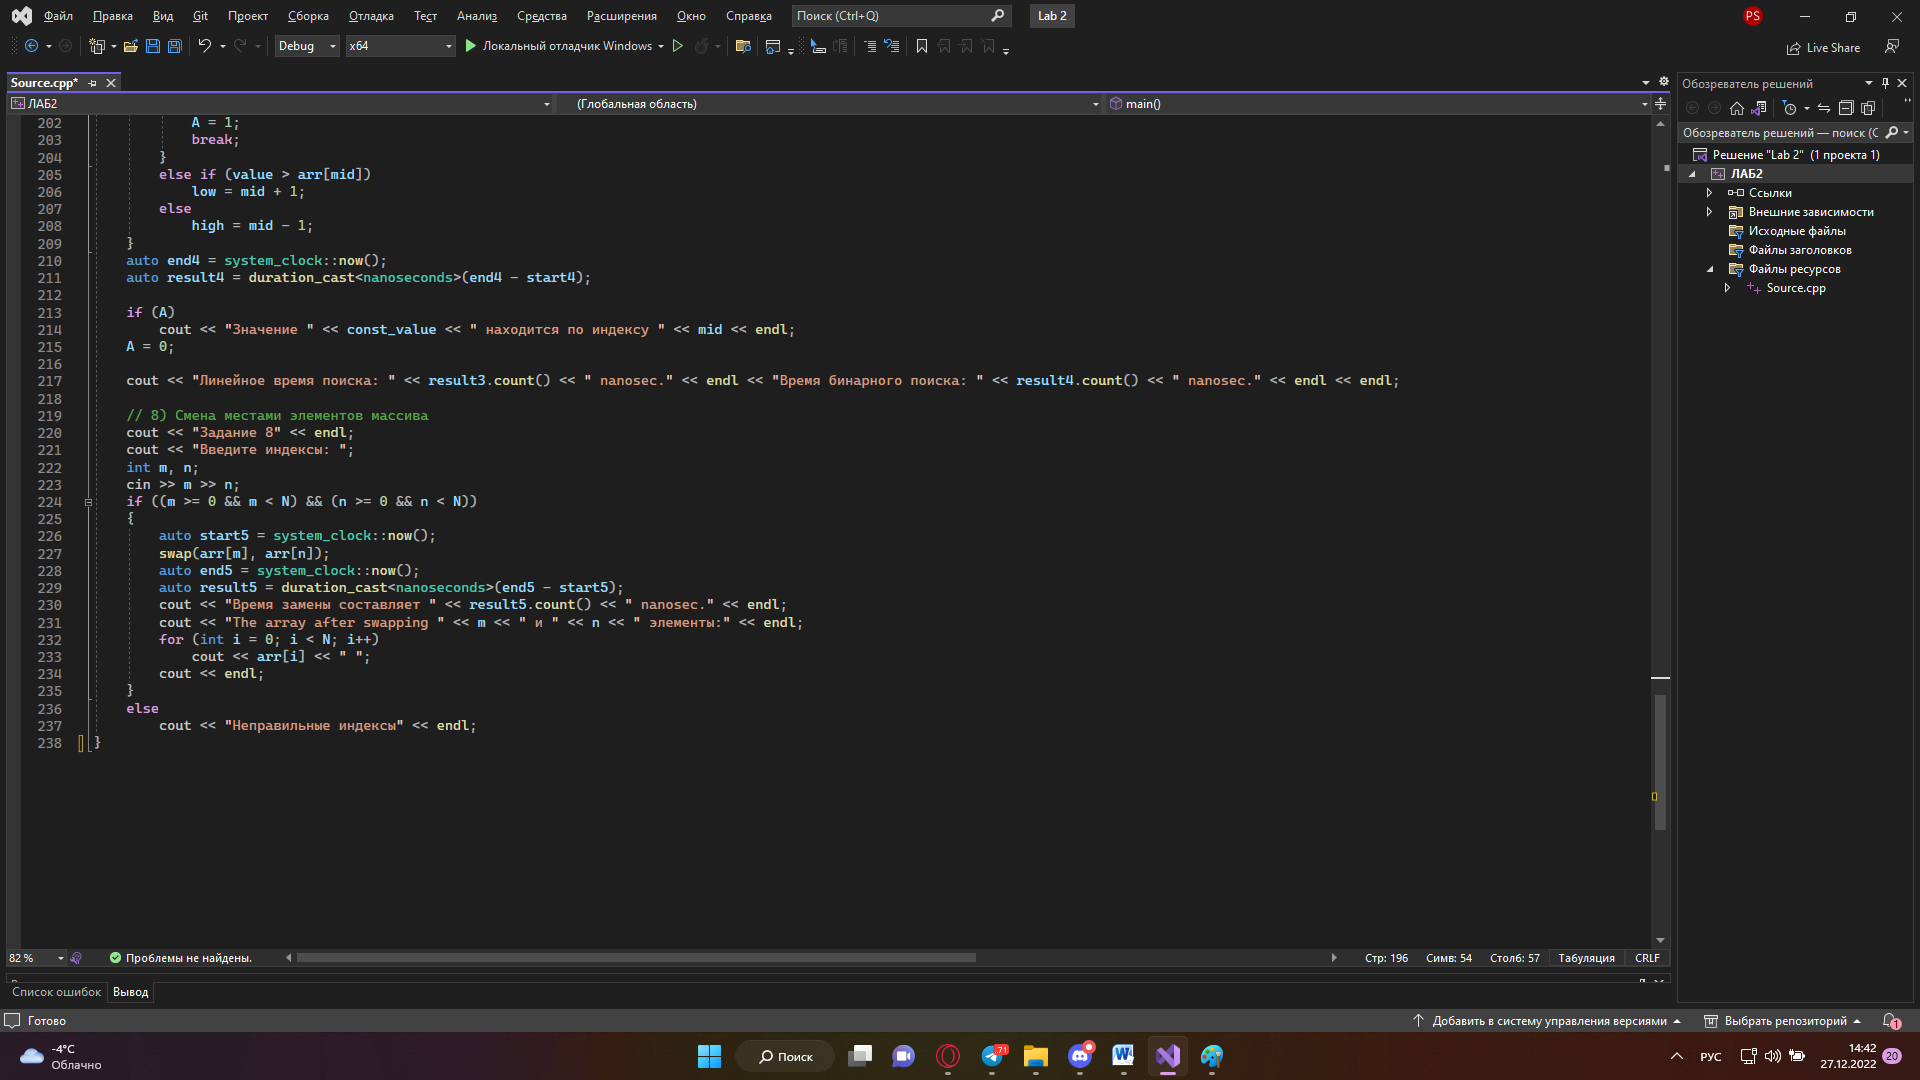 Файл Правка Вид Git Проект Сборка Отладка Тест Анализ Средства Расширения Окно Справка Поиск (Ctrl+Q) Lab 2 PS
Debug x64 Локальный отладчик Windows Live Share
Source.cpp*
ЛАБ2 (Глобальная область) main()
202 A = 1;
203 break;
204 }
205 else if (value > arr[mid])
206 low = mid + 1;
207 else
208 high = mid - 1;
209 }
210 auto end4 = system_clock::now();
211 auto result4 = duration_cast<nanoseconds>(end4 - start4);
212
213 if (A)
214 cout << "Значение " << const_value << " находится по индексу " << mid << endl;
215 A = 0;
216
217 cout << "Линейное время поиска: " << result3.count() << " nanosec." << endl << "Время бинарного поиска: " << result4.count() << " nanosec." << endl << endl;
218
219 // 8) Смена местами элементов массива
220 cout << "Задание 8" << endl;
221 cout << "Введите индексы: ";
222 int m, n;
223 cin >> m >> n;
224 if ((m >= 0 && m < N) && (n >= 0 && n < N))
225 {
226 auto start5 = system_clock::now();
227 swap(arr[m], arr[n]);
228 auto end5 = system_clock::now();
229 auto result5 = duration_cast<nanoseconds>(end5 - start5);
230 cout << "Время замены составляет " << result5.count() << " nanosec." << endl;
231 cout << "The array after swapping " << m << " и " << n << " элементы:" << endl;
232 for (int i = 0; i < N; i++)
233 cout << arr[i] << " ";
234 cout << endl;
235 }
236 else
237 cout << "Неправильные индексы" << endl;
238 }
82 % Проблемы не найдены. Стр: 196 Симв: 54 Столб: 57 Табуляция CRLF
Список ошибок Вывод
Обозреватель решений
Обозреватель решений — поиск (С
Решение "Lab 2" (1 проекта 1)
ЛАБ2
Ссылки
Внешние зависимости
Исходные файлы
Файлы заголовков
Файлы ресурсов
Source.cpp
Готово Добавить в систему управления версиями Выбрать репозиторий 1
-4°C
Облачно
Поиск
71
РУС
14:42
27.12.2022
20